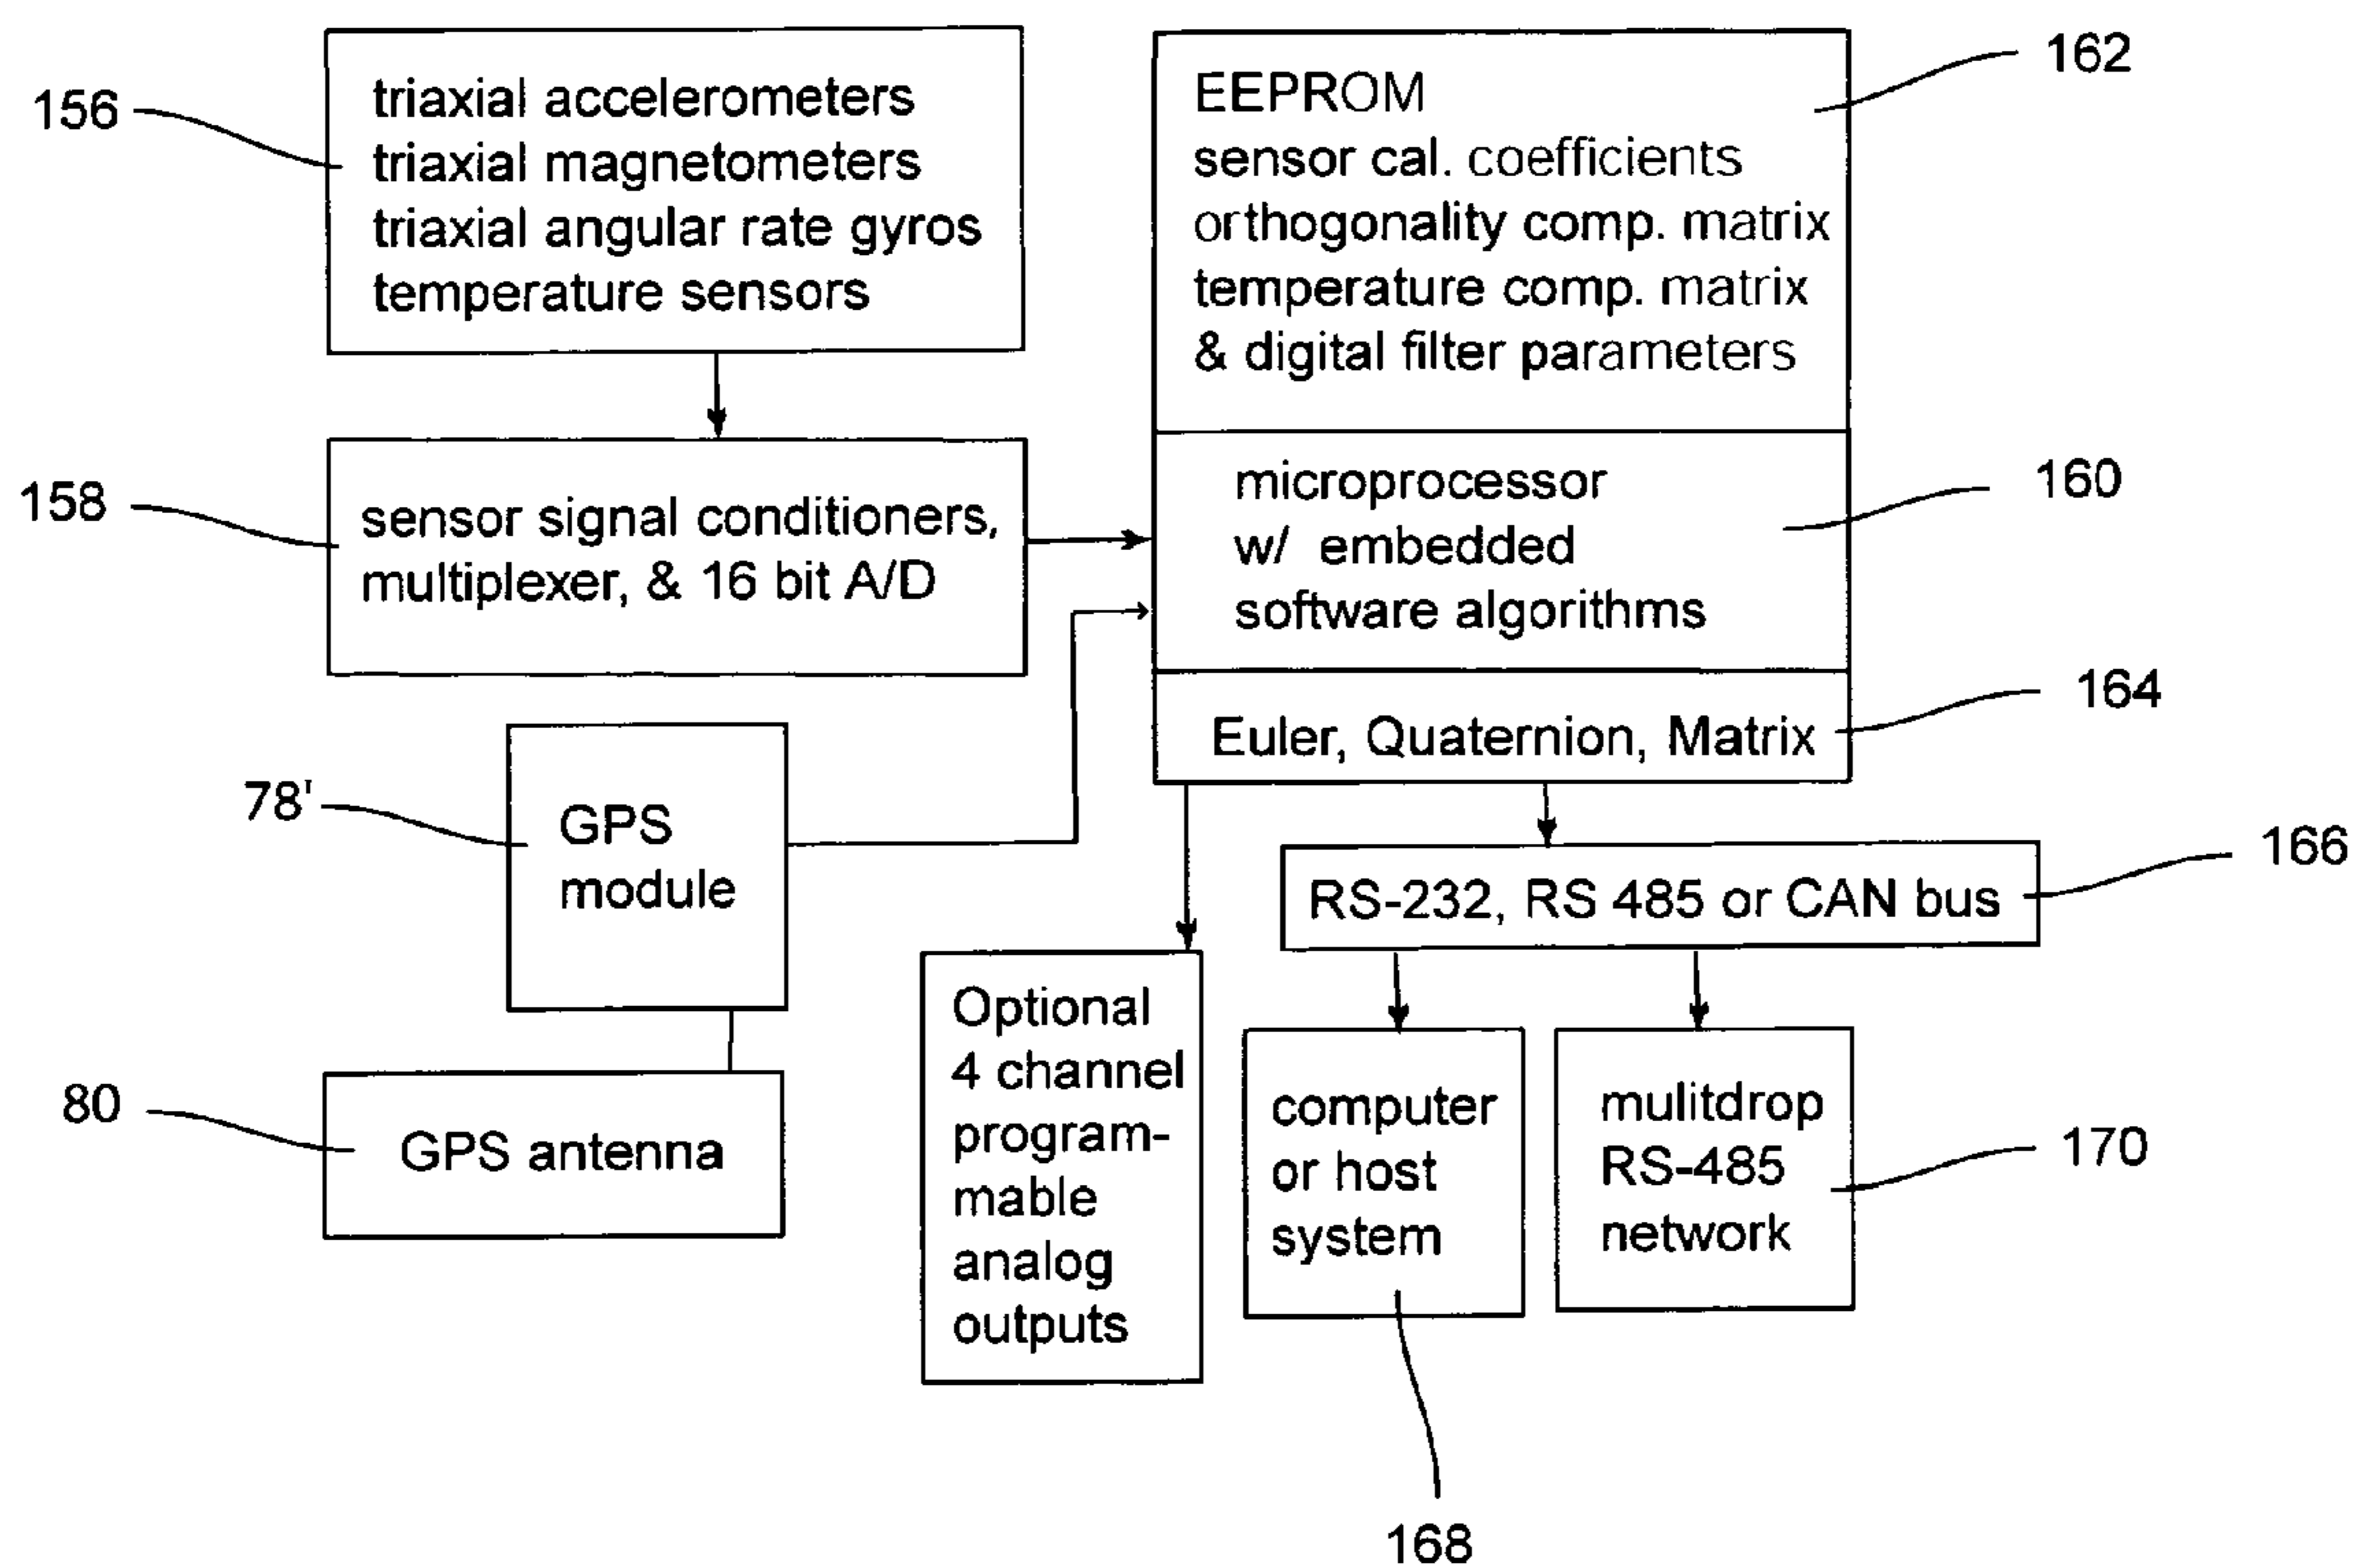 156
triaxial accelerometers
triaxial magnetometers
triaxial angular rate gyros
temperature sensors
162
EEPROM
sensor cal. coefficients
orthogonality comp. matrix
temperature comp. matrix
& digital filter parameters
158
sensor signal conditioners,
multiplexer, & 16 bit A/D
160
microprocessor
w/ embedded
software algorithms
164
Euler, Quaternion, Matrix
78'
GPS
module
166
RS-232, RS 485 or CAN bus
80
GPS antenna
Optional
4 channel
program-
mable
analog
outputs
computer
or host
system
168
mulitdrop
RS-485
network
170